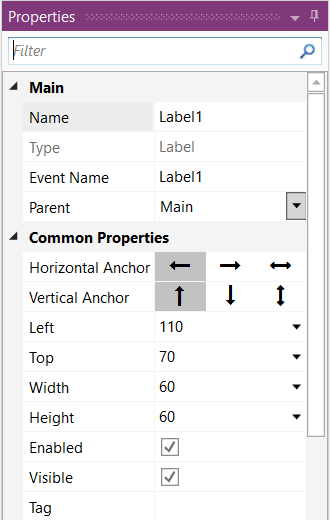 Properties
Filter
Main
Name Label1
Type Label
Event Name Label1
Parent Main
Common Properties
Horizontal Anchor
Vertical Anchor
Left 110
Top 70
Width 60
Height 60
Enabled
Visible
Tag